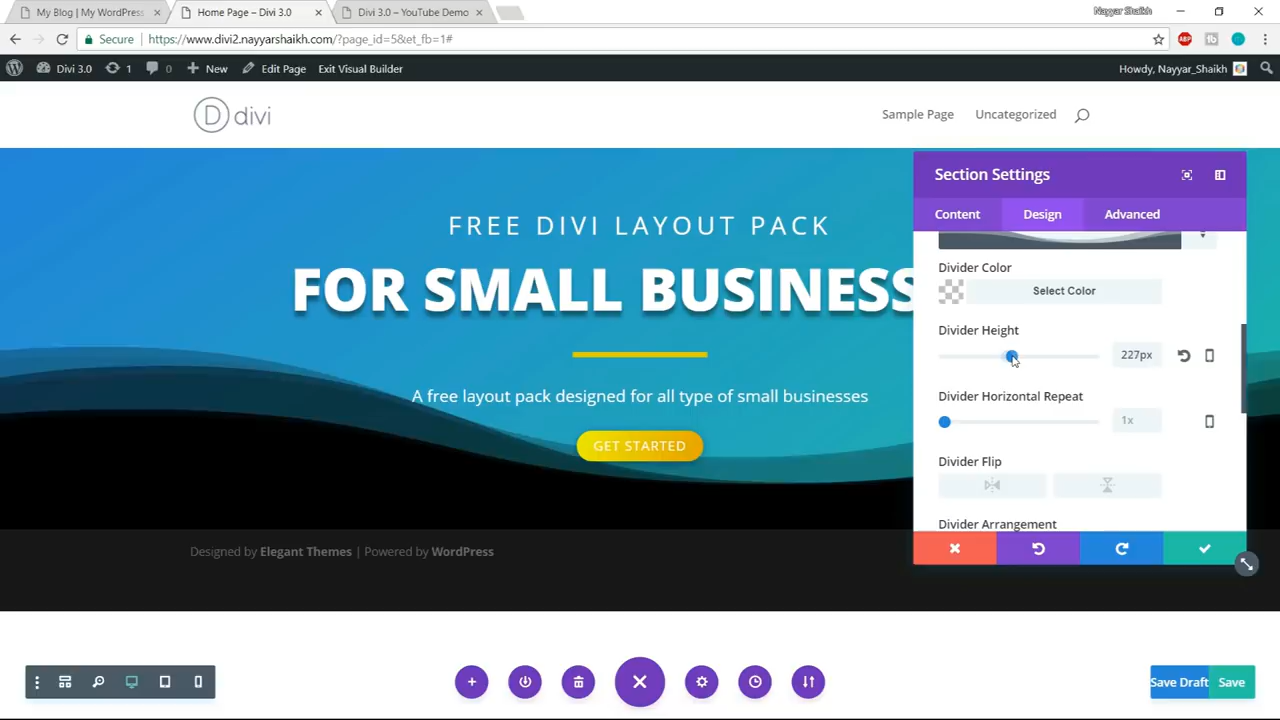 My Blog | My WordPress
Home Page – Divi 3.0
Divi 3.0 – YouTube Demo
Nayyar Shaikh
Secure
https://www.divi2.nayyarshaikh.com/?page_id=5&et_fb=1#
ABP
Divi 3.0
1
0
New
Edit Page
Exit Visual Builder
Howdy, Nayyar_Shaikh
D divi
Sample Page
Uncategorized
FREE DIVI LAYOUT PACK
FOR SMALL BUSINESS
A free layout pack designed for all type of small businesses
GET STARTED
Designed by Elegant Themes | Powered by WordPress
Section Settings
Content
Design
Advanced
Divider Color
Select Color
Divider Height
227px
Divider Horizontal Repeat
1x
Divider Flip
Divider Arrangement
Save Draft
Save